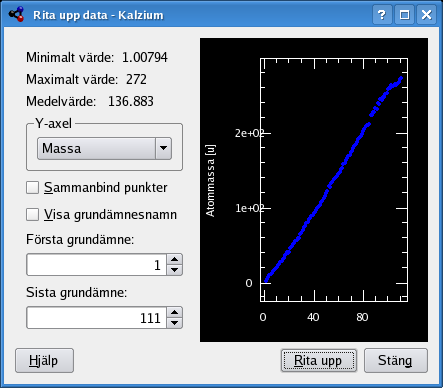 Rita upp data - Kalzium
Minimalt värde: 1.00794
Maximalt värde: 272
Medelvärde: 136.883
Y-axel
Massa
Sammanbind punkter
Visa grundämnesnamn
Första grundämne:
1
Sista grundämne:
111
Atommassa [u]
2e+02
1e+02
0
0 40 80
Hjälp
Rita upp
Stäng